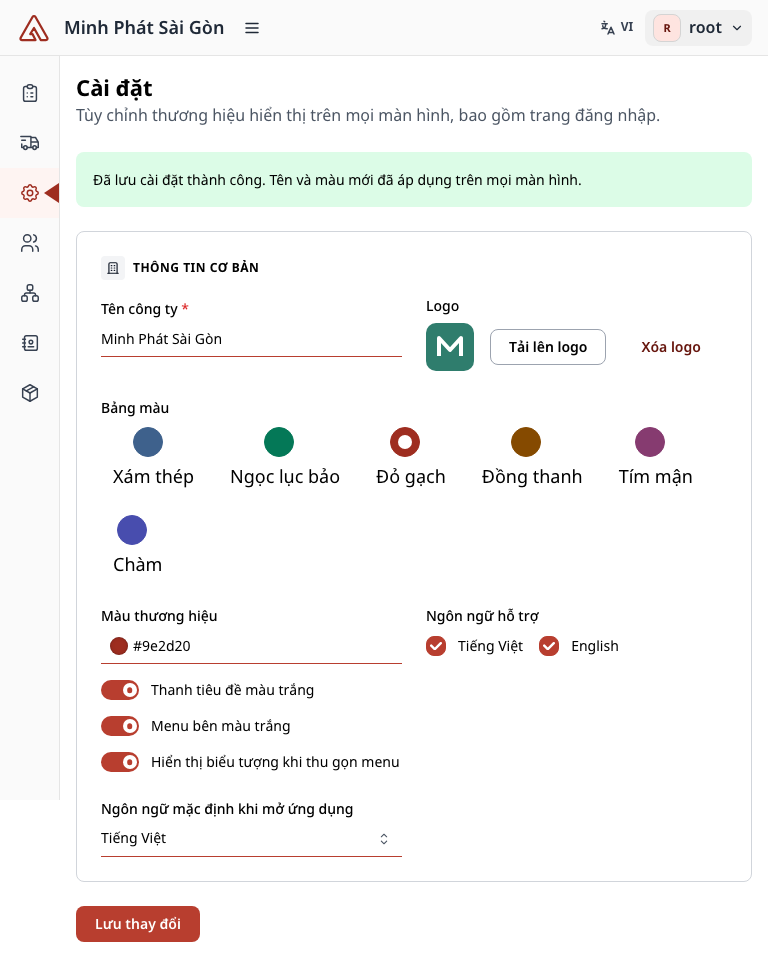 Minh Phát Sài Gòn
VI
R
root
Cài đặt
Tùy chỉnh thương hiệu hiển thị trên mọi màn hình, bao gồm trang đăng nhập.
Đã lưu cài đặt thành công. Tên và màu mới đã áp dụng trên mọi màn hình.
THÔNG TIN CƠ BẢN
Tên công ty *
Logo
Minh Phát Sài Gòn
M
Tải lên logo
Xóa logo
Bảng màu
Xám thép
Ngọc lục bảo
Đỏ gạch
Đồng thanh
Tím mận
Chàm
Màu thương hiệu
Ngôn ngữ hỗ trợ
#9e2d20
Tiếng Việt
English
Thanh tiêu đề màu trắng
Menu bên màu trắng
Hiển thị biểu tượng khi thu gọn menu
Ngôn ngữ mặc định khi mở ứng dụng
Tiếng Việt
Lưu thay đổi